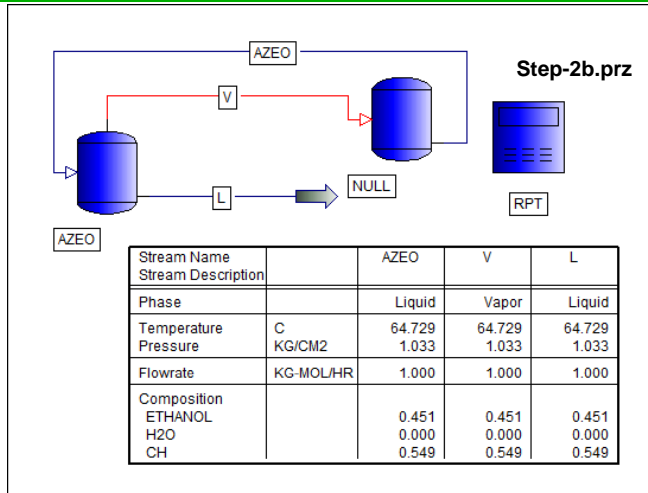 AZEO
Step-2b.prz
V
L
NULL
RPT
AZEO
Stream Name AZEO V L
Stream Description
Phase Liquid Vapor Liquid
Temperature C 64.729 64.729 64.729
Pressure KG/CM2 1.033 1.033 1.033
Flowrate KG-MOL/HR 1.000 1.000 1.000
Composition
ETHANOL 0.451 0.451 0.451
H2O 0.000 0.000 0.000
CH 0.549 0.549 0.549